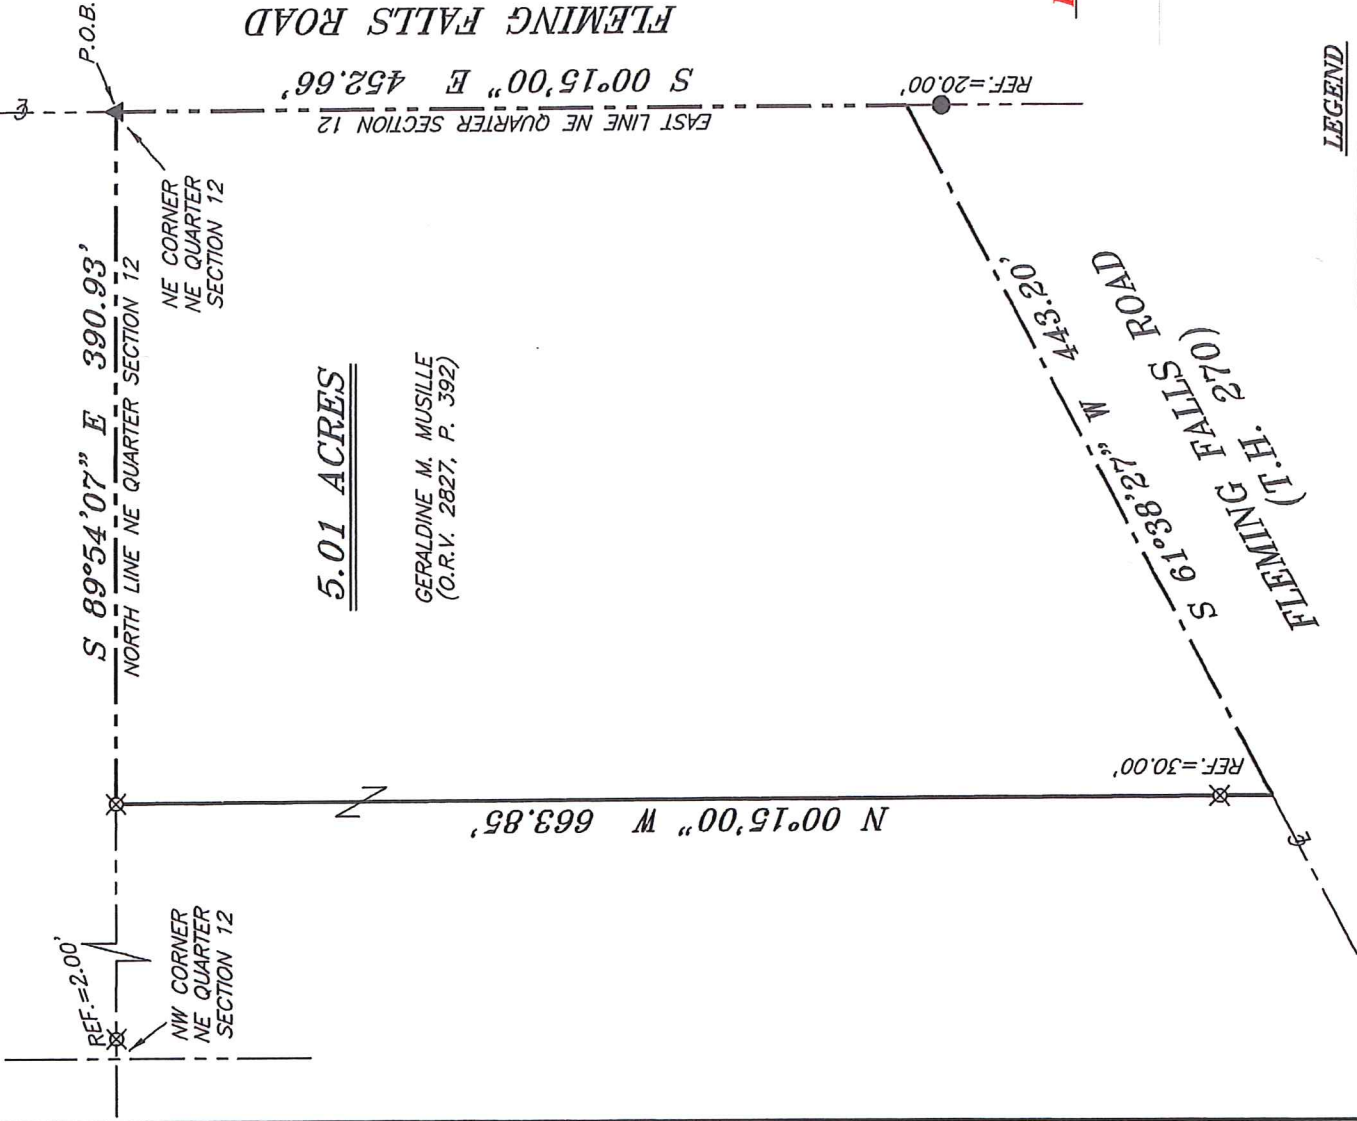 P.O.B.
FLEMING FALLS ROAD
S 00°15'00" E 452.66'
EAST LINE NE QUARTER SECTION 12
REF.=20.00'
NE CORNER
NE QUARTER
SECTION 12
S 89°54'07" E 390.93'
NORTH LINE NE QUARTER SECTION 12
5.01 ACRES
GERALDINE M. MUSILLE
(O.R.V. 2827, P. 392)
S 61°38'27" W 443.20'
FLEMING FALLS ROAD
(T.H. 270)
REF.=30.00'
N 00°15'00" W 663.85'
REF.=2.00'
NW CORNER
NE QUARTER
SECTION 12
LEGEND